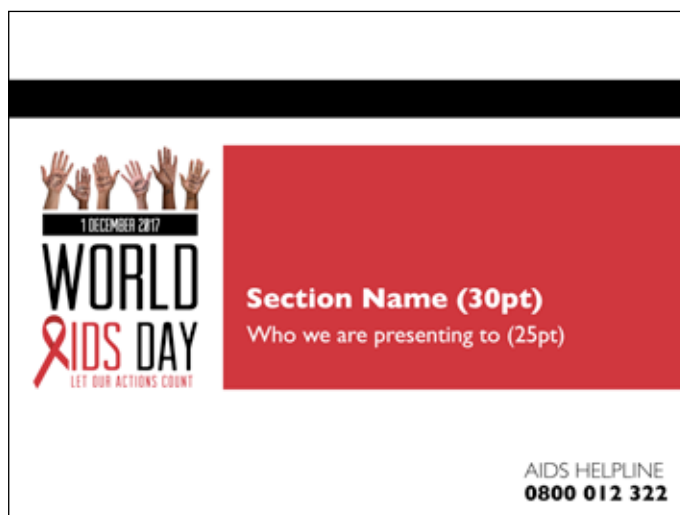 1 DECEMBER 2017
WORLD
AIDS DAY
LET OUR ACTIONS COUNT
Section Name (30pt)
Who we are presenting to (25pt)
AIDS HELPLINE
0800 012 322